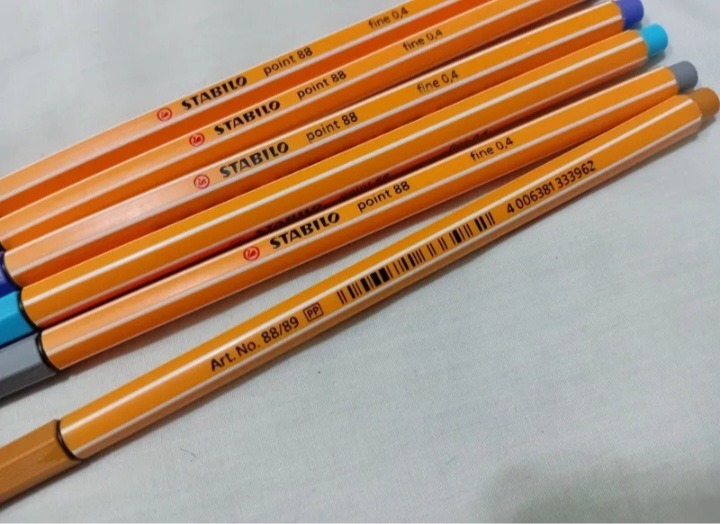 STABILO point 88 fine 0,4
STABILO point 88 fine 0,4
STABILO point 88 fine 0,4
STABILO point 88 fine 0,4
Art. No. 88/89 PP 4 006381 333962